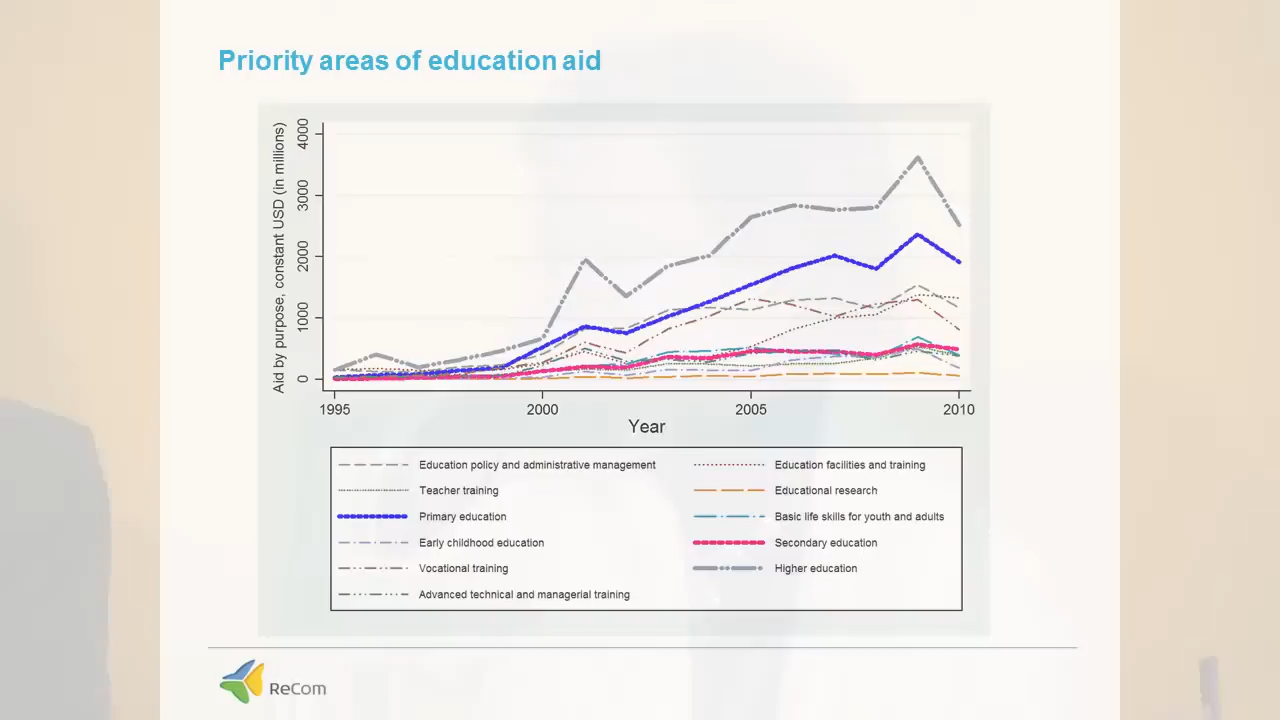 Priority areas of education aid
Aid by purpose, constant USD (in millions)
4000
3000
2000
1000
0
1995 2000 2005 2010
Year
Education policy and administrative management Education facilities and training
Teacher training Educational research
Primary education Basic life skills for youth and adults
Early childhood education Secondary education
Vocational training Higher education
Advanced technical and managerial training
ReCom